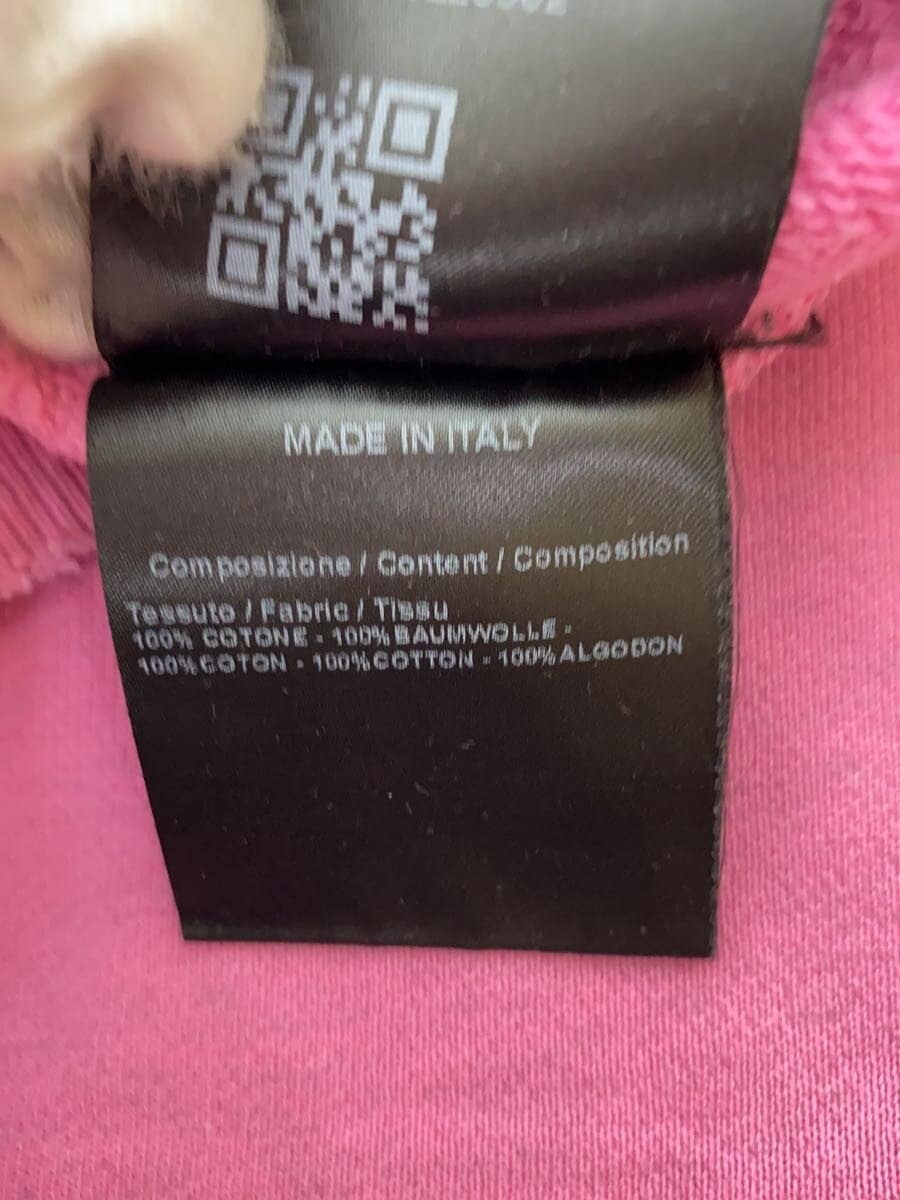 MADE IN ITALY
Composizione / Content / Composition
Tessuto / Fabric / Tissu
100% COTONE - 100% BAUMWOLLE -
100% COTON - 100% COTTON - 100% ALGODON